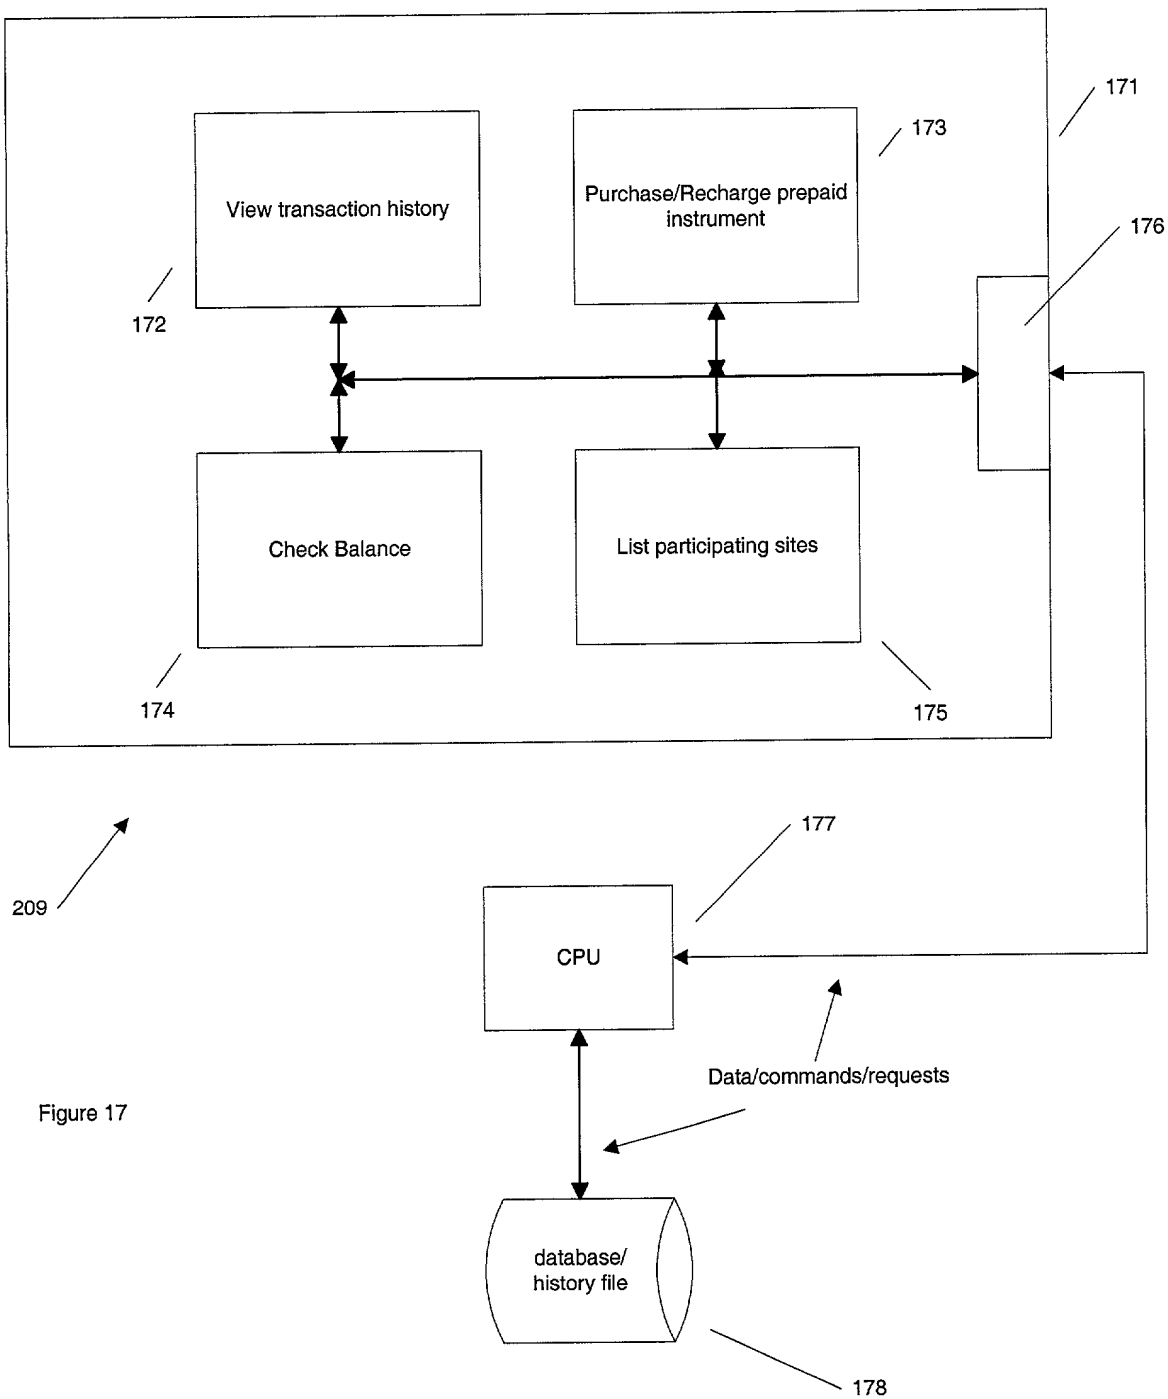 171
173
View transaction history
Purchase/Recharge prepaid
instrument
176
172
Check Balance
List participating sites
174
175
177
209
CPU
Data/commands/requests
Figure 17
database/
history file
178